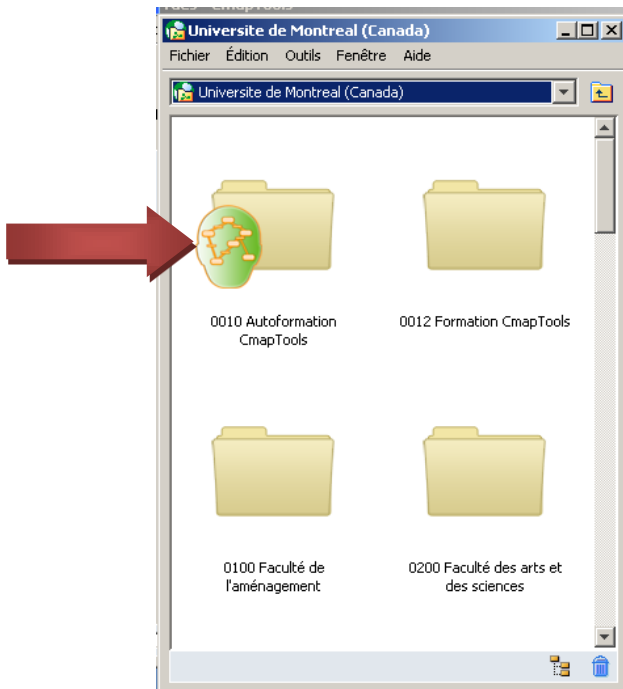 Universite de Montreal (Canada)
Fichier Édition Outils Fenêtre Aide
Universite de Montreal (Canada)
0010 Autoformation
CmapTools
0012 Formation CmapTools
0100 Faculté de
l'aménagement
0200 Faculté des arts et
des sciences